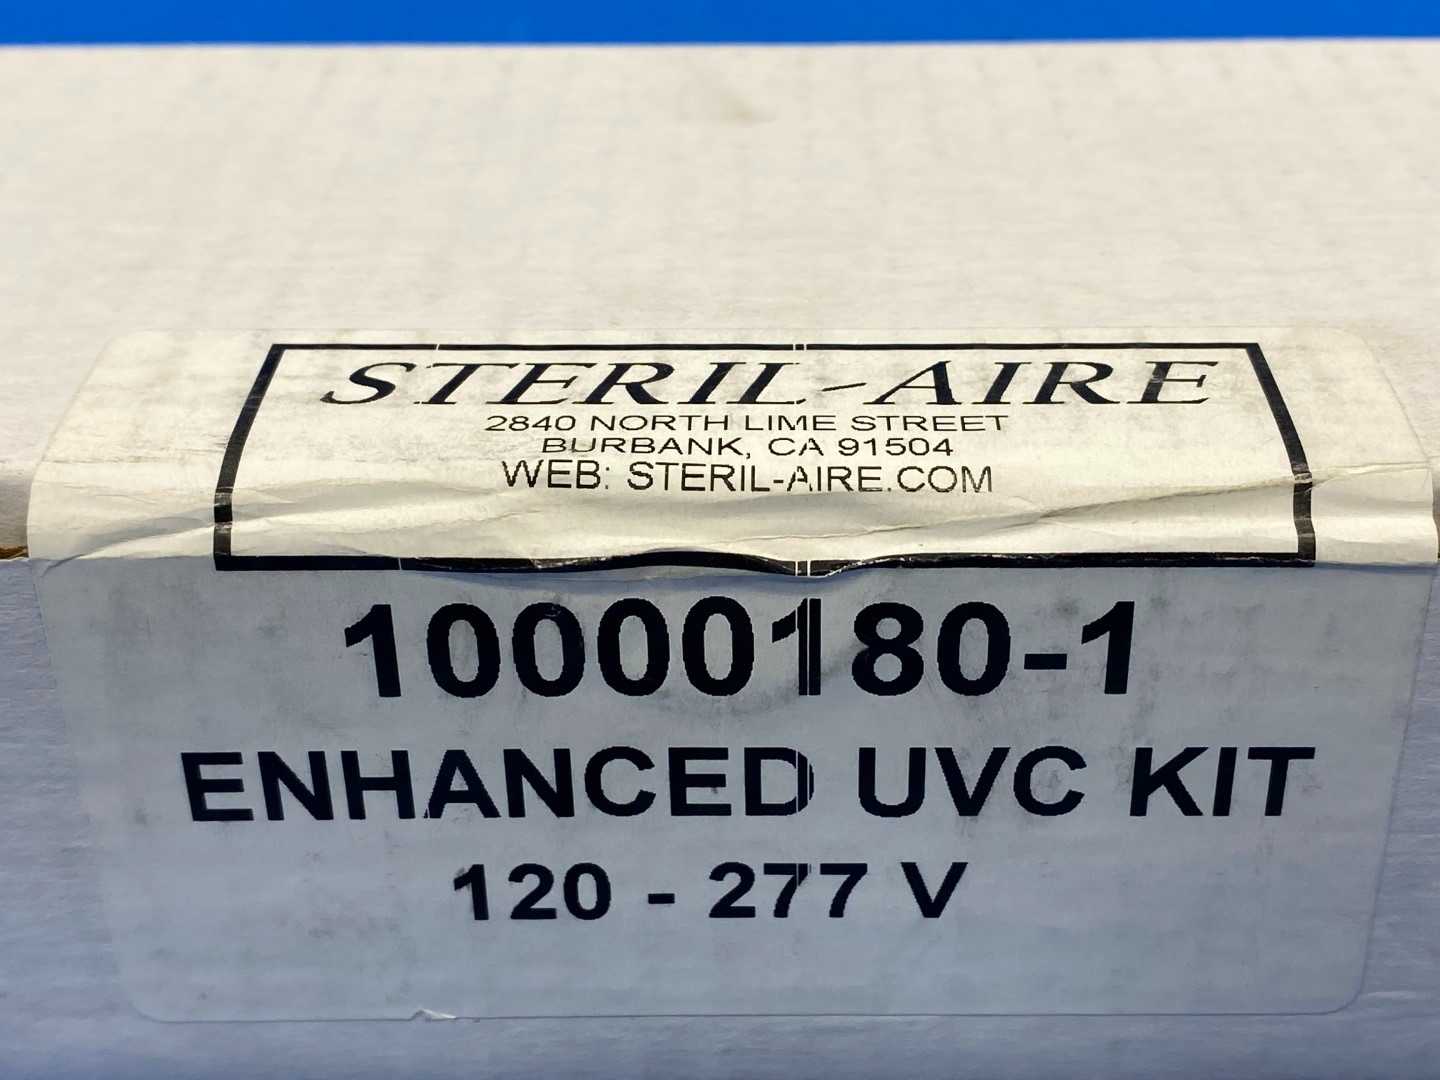 STERIL-AIRE
2840 NORTH LIME STREET
BURBANK, CA 91504
WEB: STERIL-AIRE.COM
10000180-1
ENHANCED UVC KIT
120 - 277 V